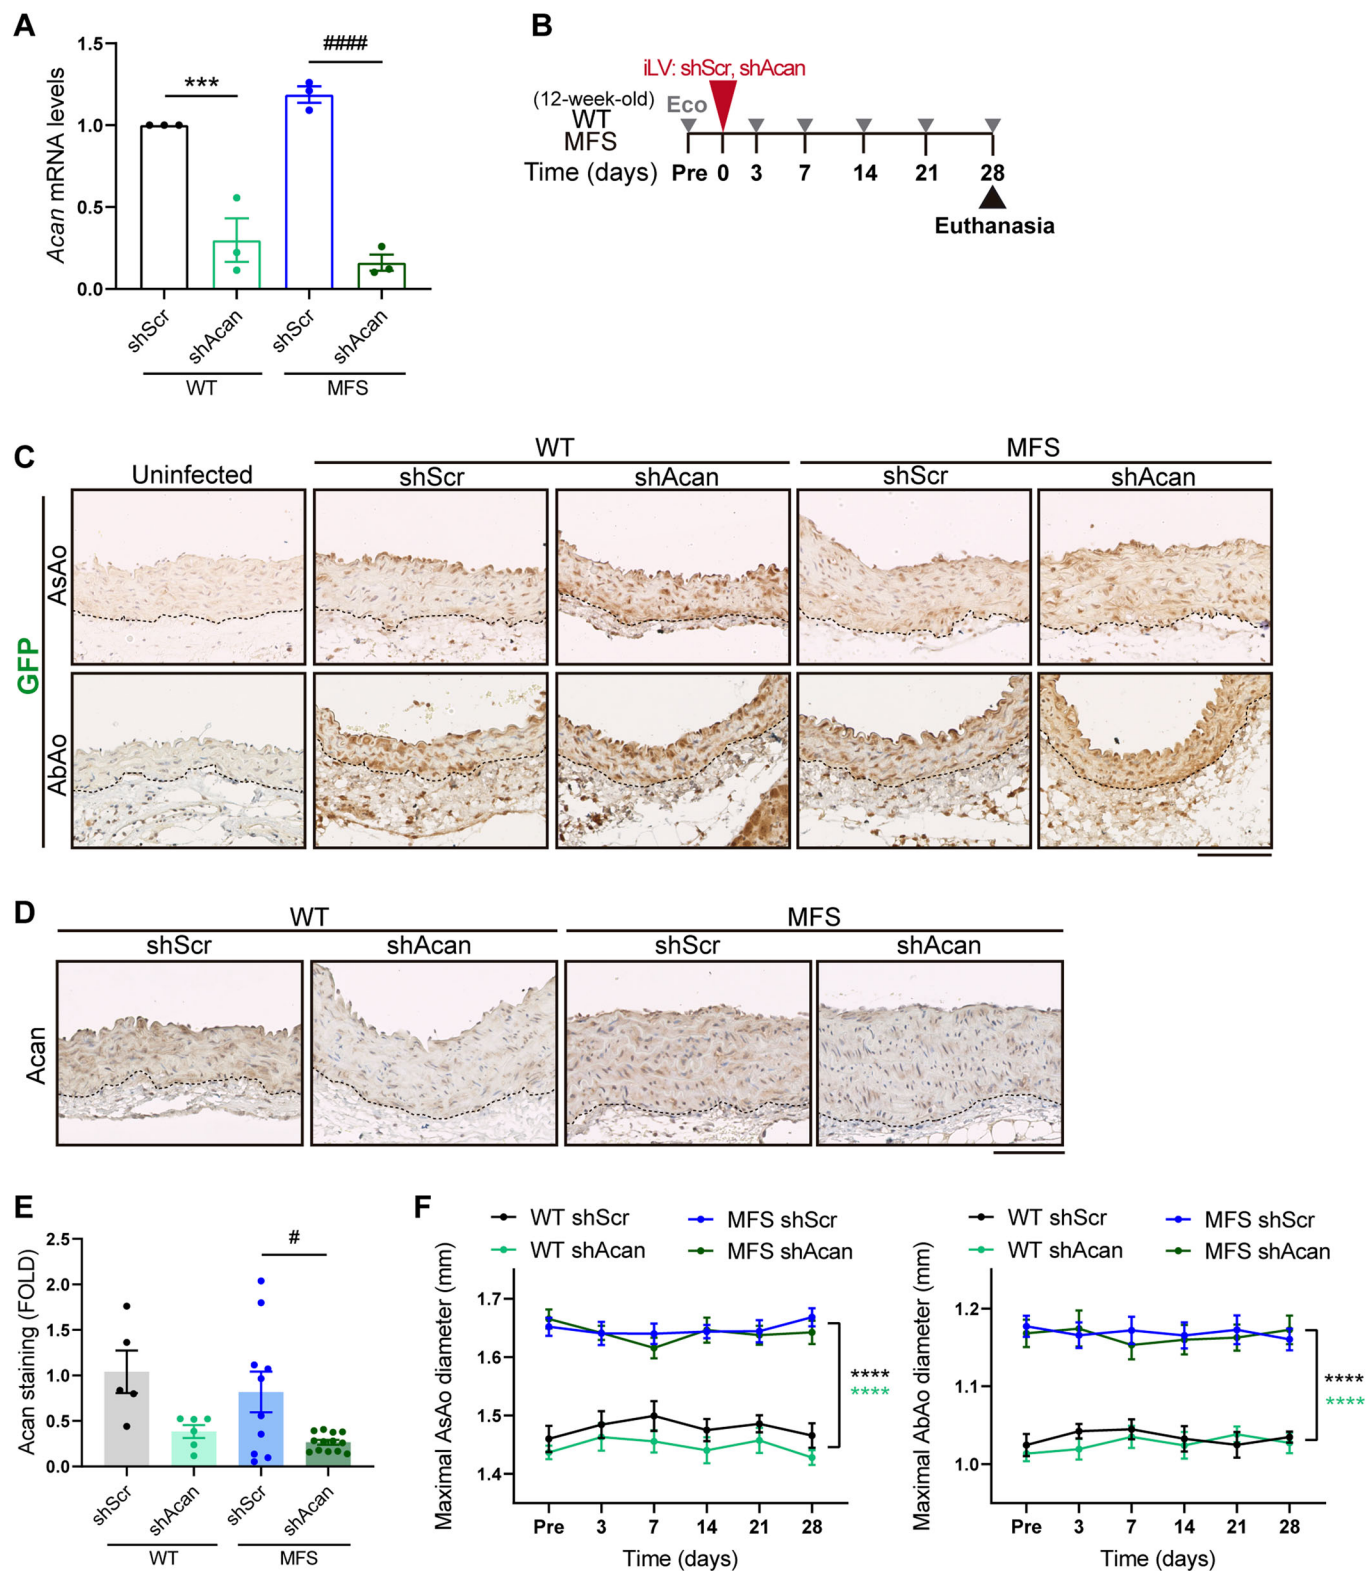 A
Acan mRNA levels
1.5
1.0
0.5
0.0
***
####
shScr
shAcan
shScr
shAcan
WT
MFS
B
iLV: shScr, shAcan
(12-week-old)
Eco
WT
MFS
Time (days)
Pre 0 3 7 14 21 28
Euthanasia
C
WT
MFS
Uninfected
shScr
shAcan
shScr
shAcan
GFP
AsAo
AbAo
D
WT
MFS
shScr
shAcan
shScr
shAcan
Acan
E
Acan staining (FOLD)
2.5
2.0
1.5
1.0
0.5
0.0
#
shScr
shAcan
shScr
shAcan
WT
MFS
F
WT shScr
MFS shScr
WT shAcan
MFS shAcan
Maximal AsAo diameter (mm)
1.7
1.6
1.5
1.4
****
****
Pre 3 7 14 21 28
Time (days)
WT shScr
MFS shScr
WT shAcan
MFS shAcan
Maximal AbAo diameter (mm)
1.2
1.1
1.0
****
****
Pre 3 7 14 21 28
Time (days)